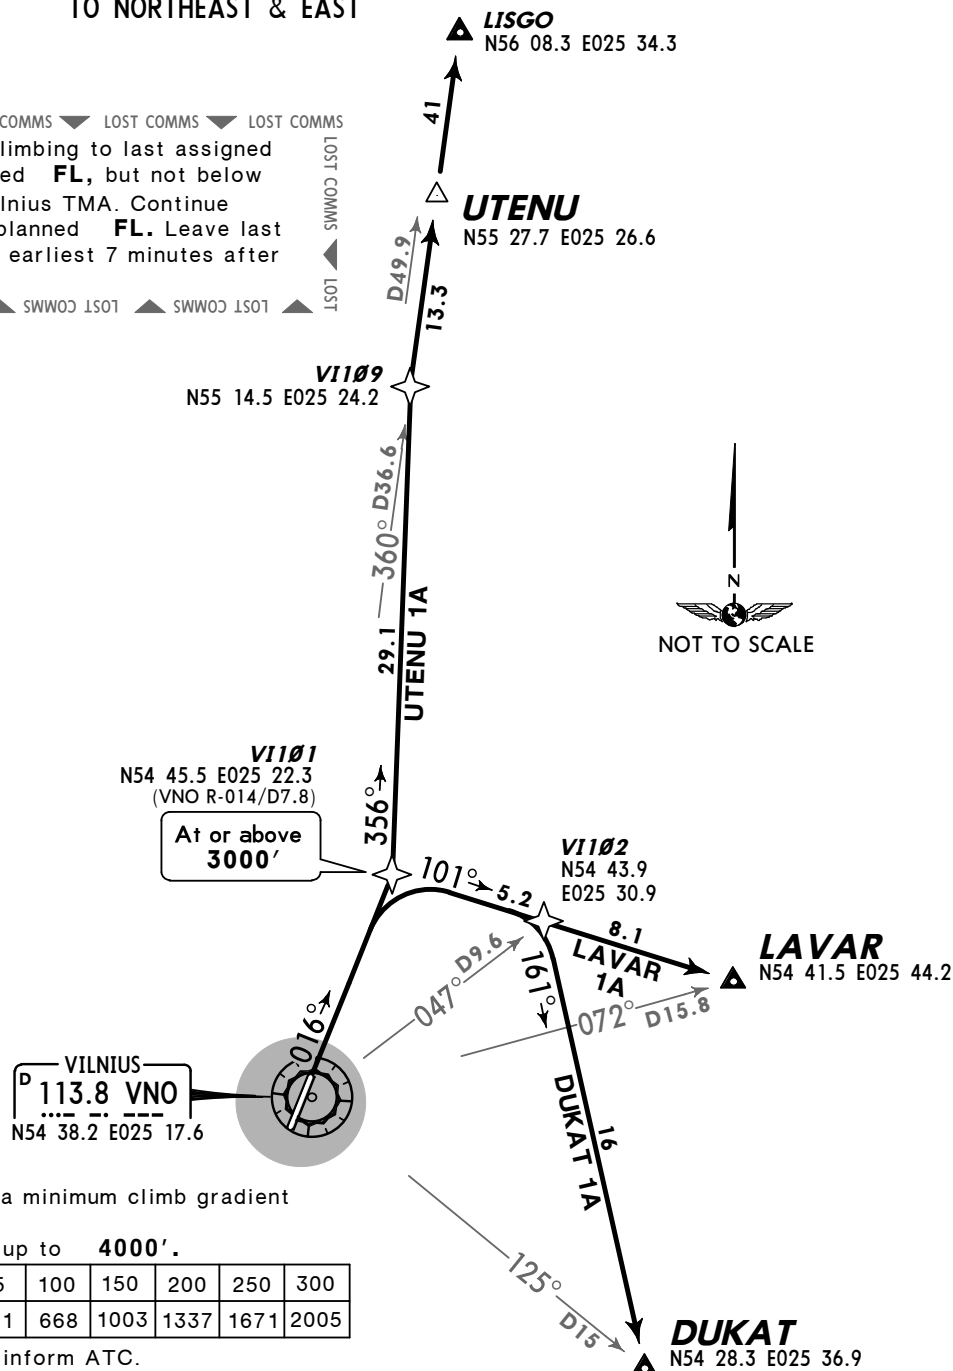 TO NORTHEAST & EAST
LISGO
N56 08.3 E025 34.3
41
COMMS LOST COMMS LOST COMMS
LOST COMMS LOST
limbing to last assigned
ed FL, but not below
lnius TMA. Continue
planned FL. Leave last
earliest 7 minutes after
LOST COMMS LOST COMMS
UTENU
N55 27.7 E025 26.6
D49.9
13.3
VI1Ø9
N55 14.5 E025 24.2
360° D36.6
29.1
UTENU 1A
N
NOT TO SCALE
VI1Ø1
N54 45.5 E025 22.3
(VNO R-014/D7.8)
At or above
3000'
356°
101° 5.2
VI1Ø2
N54 43.9
E025 30.9
8.1
LAVAR
1A
LAVAR
N54 41.5 E025 44.2
047° D9.6
161°
072° D15.8
016°
VILNIUS
D 113.8 VNO
N54 38.2 E025 17.6
DUKAT 1A
16
125°
D15
DUKAT
N54 28.3 E025 36.9
a minimum climb gradient
up to 4000'.
5 100 150 200 250 300
1 668 1003 1337 1671 2005
inform ATC.